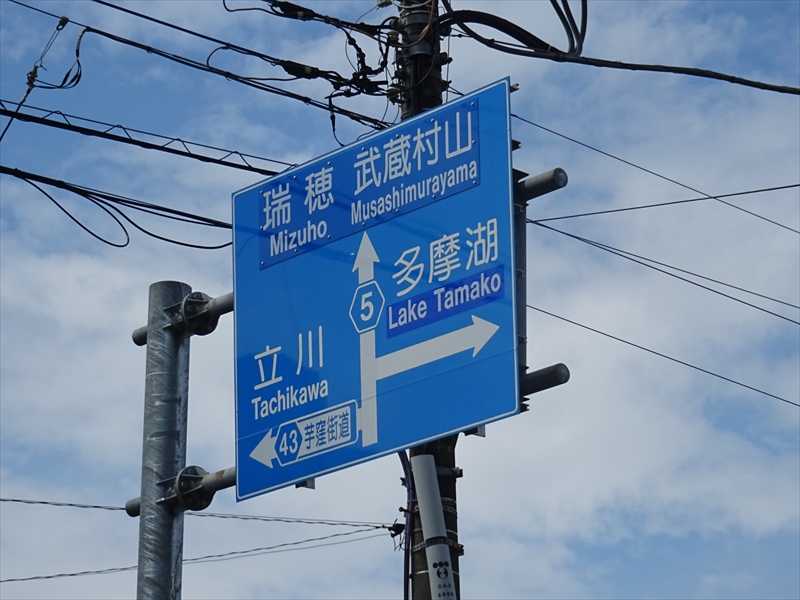 瑞穂 武蔵村山
Mizuho Musashimurayama
多摩湖
Lake Tamako
5
立川
Tachikawa
43 芋窪街道